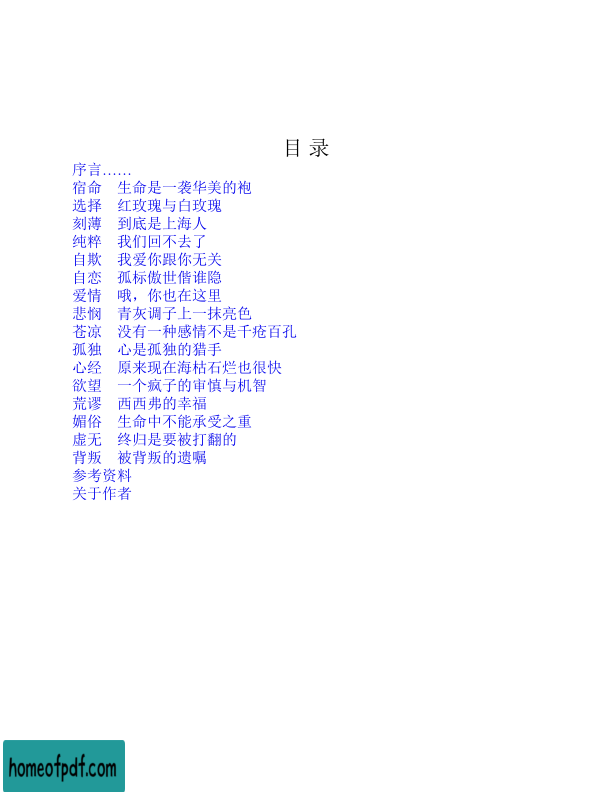 目 录
序言……
宿命 生命是一袭华美的袍
选择 红玫瑰与白玫瑰
刻薄 到底是上海人
纯粹 我们回不去了
自欺 我爱你跟你无关
自恋 孤标傲世偕谁隐
爱情 哦，你也在这里
悲悯 青灰调子上一抹亮色
苍凉 没有一种感情不是千疮百孔
孤独 心是孤独的猎手
心经 原来现在海枯石烂也很快
欲望 一个疯子的审慎与机智
荒谬 西西弗的幸福
媚俗 生命中不能承受之重
虚无 终归是要被打翻的
背叛 被背叛的遗嘱
参考资料
关于作者
homeofpdf.com